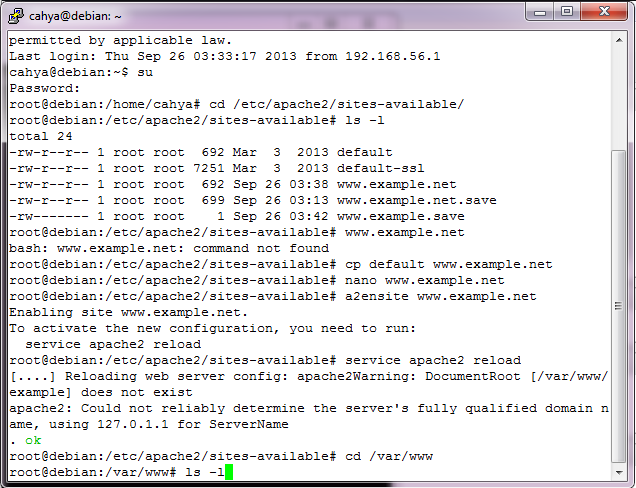 cahya@debian: ~
permitted by applicable law.
Last login: Thu Sep 26 03:33:17 2013 from 192.168.56.1
cahya@debian:~$ su
Password:
root@debian:/home/cahya# cd /etc/apache2/sites-available/
root@debian:/etc/apache2/sites-available# ls -l
total 24
-rw-r--r-- 1 root root  692 Mar  3  2013 default
-rw-r--r-- 1 root root 7251 Mar  3  2013 default-ssl
-rw-r--r-- 1 root root  692 Sep 26 03:38 www.example.net
-rw-r--r-- 1 root root  699 Sep 26 03:13 www.example.net.save
-rw------- 1 root root    1 Sep 26 03:42 www.example.save
root@debian:/etc/apache2/sites-available# www.example.net
bash: www.example.net: command not found
root@debian:/etc/apache2/sites-available# cp default www.example.net
root@debian:/etc/apache2/sites-available# nano www.example.net
root@debian:/etc/apache2/sites-available# a2ensite www.example.net
Enabling site www.example.net.
To activate the new configuration, you need to run:
  service apache2 reload
root@debian:/etc/apache2/sites-available# service apache2 reload
[....] Reloading web server config: apache2Warning: DocumentRoot [/var/www/
example] does not exist
apache2: Could not reliably determine the server's fully qualified domain n
ame, using 127.0.1.1 for ServerName
. ok
root@debian:/etc/apache2/sites-available# cd /var/www
root@debian:/var/www# ls -l